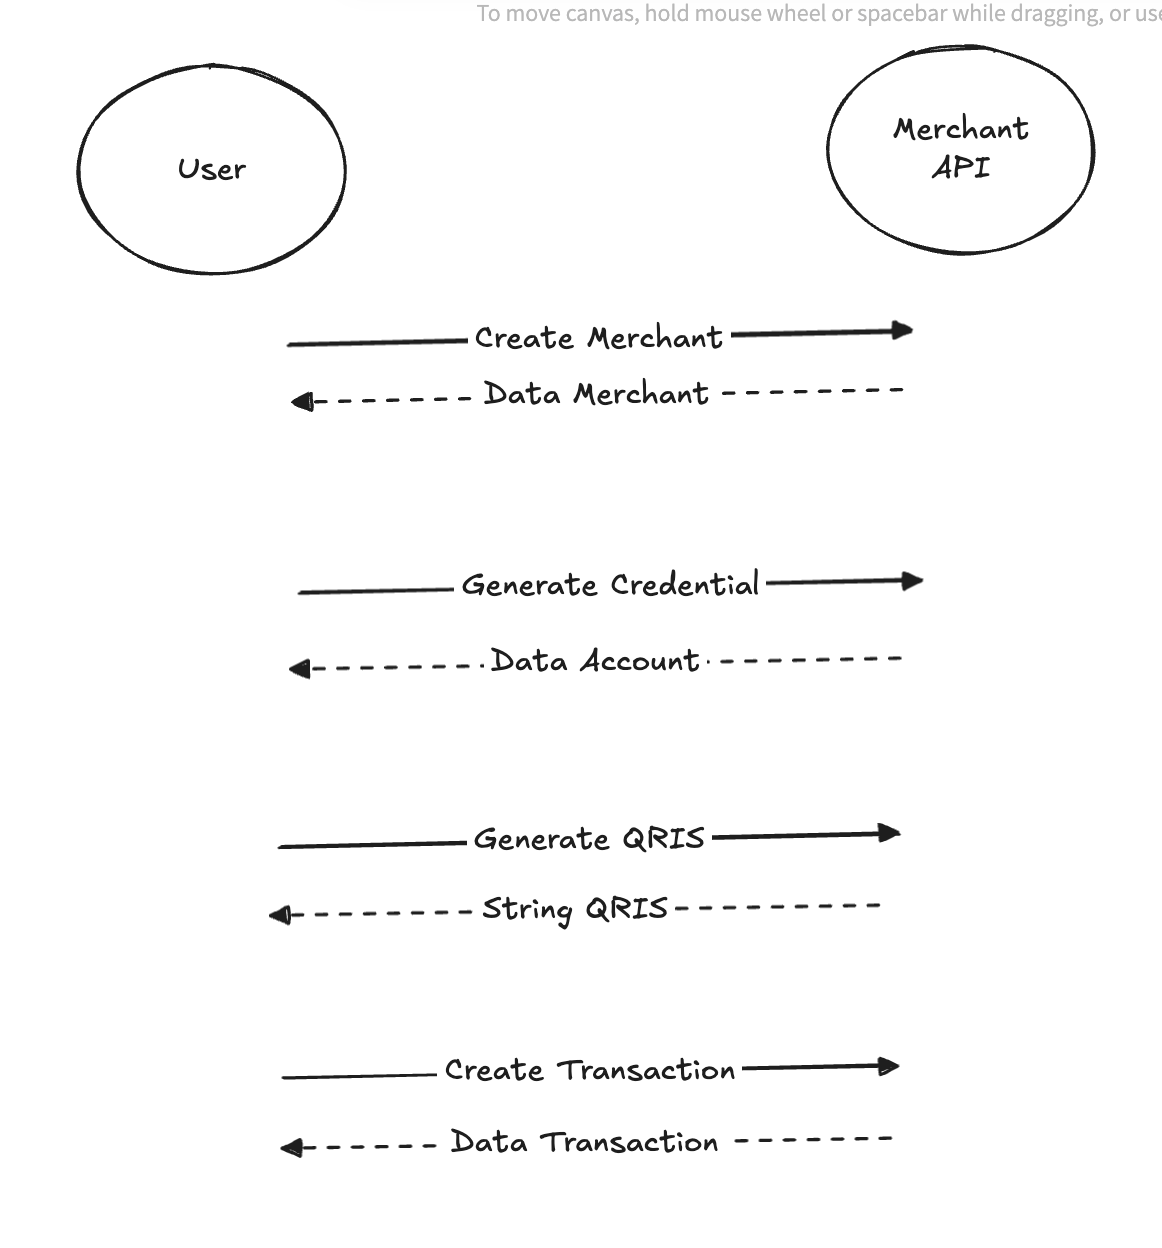 To move canvas, hold mouse wheel or spacebar while dragging, or use
User
Merchant
API
Create Merchant
Data Merchant
Generate Credential
Data Account
Generate QRIS
String QRIS
Create Transaction
Data Transaction